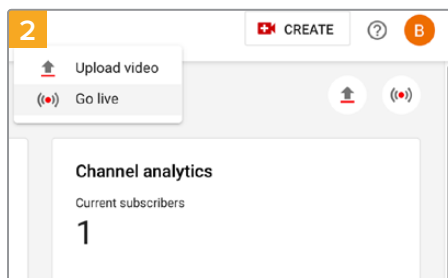 2
CREATE
B
Upload video
Go live
Channel analytics
Current subscribers
1